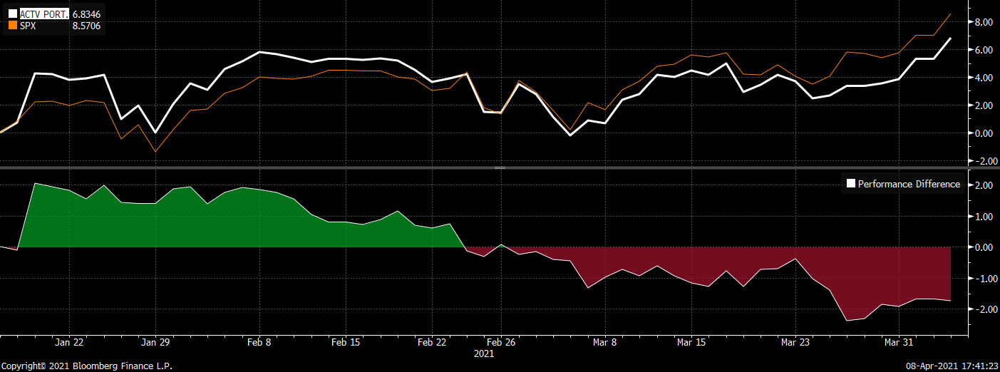 ACTV PORT. 6.8346
SPX 8.5706
8.00
6.00
4.00
2.00
0.00
-2.00
Performance Difference
2.00
1.00
0.00
-1.00
-2.00
Jan 22 Jan 29 Feb 8 Feb 15 Feb 22 Feb 26 Mar 8 Mar 15 Mar 23 Mar 31
2021
Copyright© 2021 Bloomberg Finance L.P. 08-Apr-2021 17:41:23